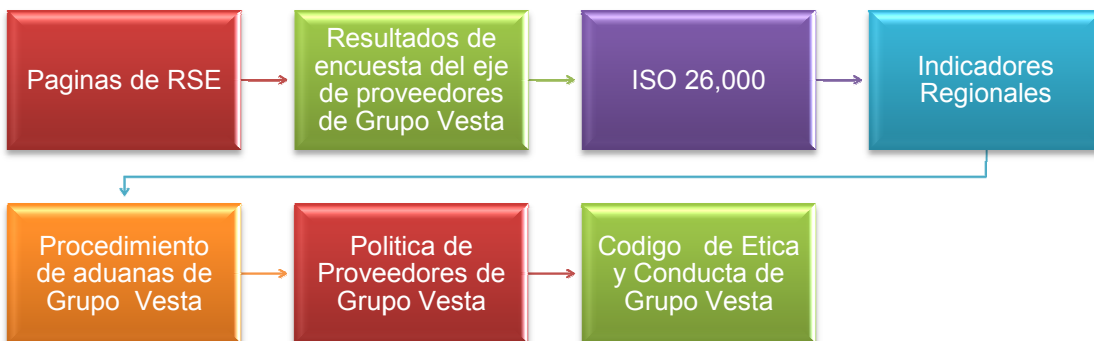 Paginas de RSE
Resultados de
encuesta del eje
de proveedores
de Grupo Vesta
ISO 26,000
Indicadores
Regionales
Procedimiento
de aduanas de
Grupo Vesta
Politica de
Proveedores de
Grupo Vesta
Codigo de Etica
y Conducta de
Grupo Vesta